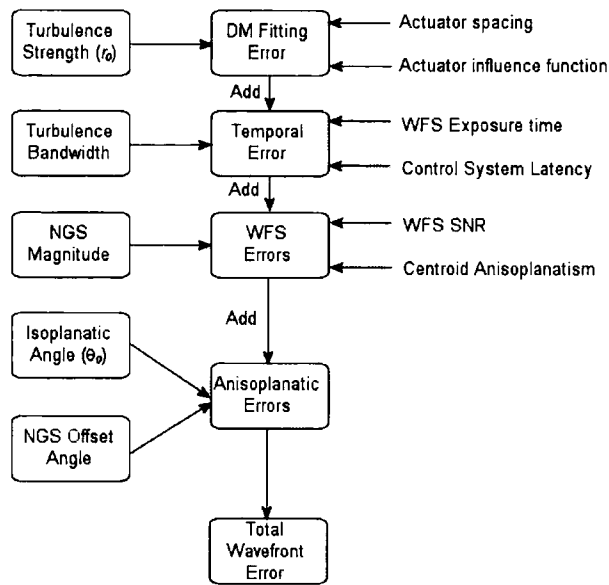 Turbulence
Strength (r₀)
DM Fitting
Error
Actuator spacing
Actuator influence function
Add
Turbulence
Bandwidth
Temporal
Error
WFS Exposure time
Control System Latency
Add
NGS
Magnitude
WFS
Errors
WFS SNR
Centroid Anisoplanatism
Add
Isoplanatic
Angle (θ₀)
Anisoplanatic
Errors
NGS Offset
Angle
Total
Wavefront
Error